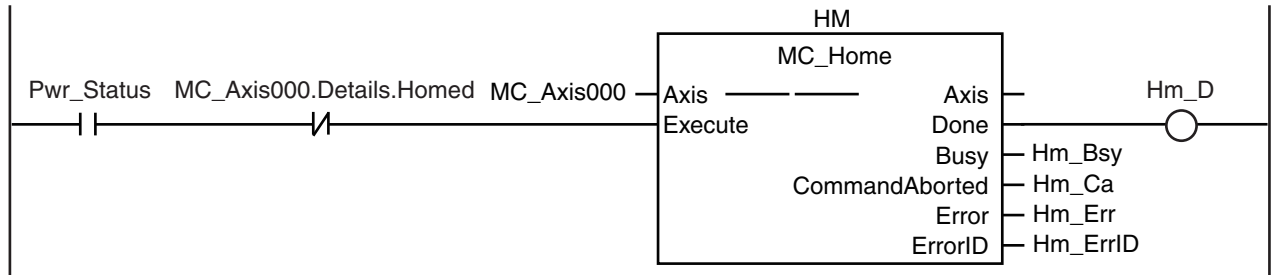 HM
MC_Home
Pwr_Status MC_Axis000.Details.Homed MC_Axis000 Axis Axis Hm_D
Execute Done
Busy Hm_Bsy
CommandAborted Hm_Ca
Error Hm_Err
ErrorID Hm_ErrID